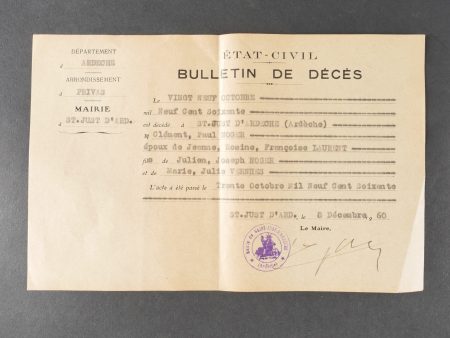 DÉPARTEMENT
d ARDECHE
ARRONDISSEMENT
d PRIVAS
MAIRIE
d ST.JUST D'ARD.
ÉTAT-CIVIL
BULLETIN DE DÉCÈS
Le VINGT NEUF OCTOBRE
mil Neuf Cent Soixante
est décédé à ST.JUST D'ARDECHE (Ardèche)
M Clément, Paul NOGER
époux de Jeanne, Rosine, Françoise LAURENT
fils de Julien, Joseph NOGER
et de Marie, Julie
L'acte a été passé le Trente Octobre Mil Neuf Cent Soixante
ST.JUST D'ARD. le 8 Décembre, 60
Le Maire,